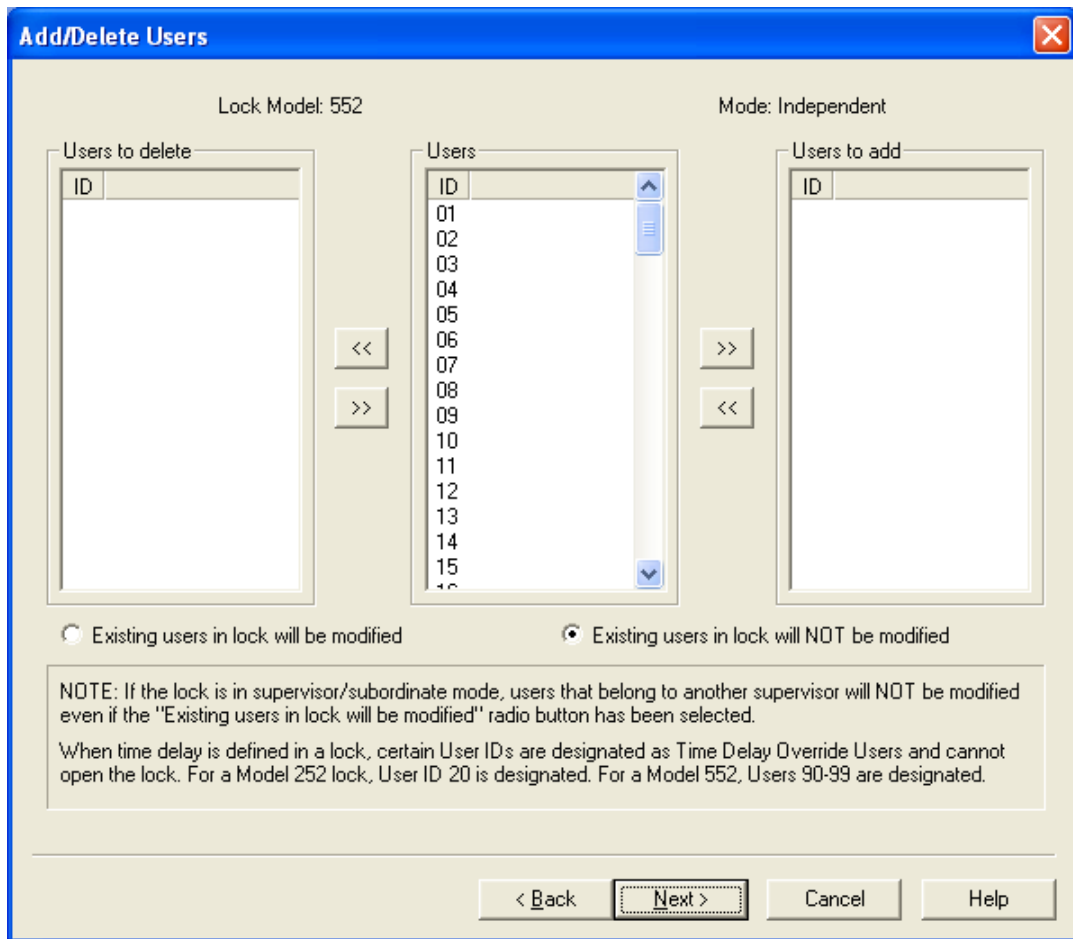 Add/Delete Users
Lock Model: 552
Mode: Independent
Users to delete
Users
Users to add
ID
ID
ID
01
02
03
04
05
06
07
08
09
10
11
12
13
14
15
<<
>>
>>
<<
Existing users in lock will be modified
Existing users in lock will NOT be modified
NOTE: If the lock is in supervisor/subordinate mode, users that belong to another supervisor will NOT be modified
even if the "Existing users in lock will be modified" radio button has been selected.
When time delay is defined in a lock, certain User IDs are designated as Time Delay Override Users and cannot
open the lock. For a Model 252 lock, User ID 20 is designated. For a Model 552, Users 90-99 are designated.
< Back
Next >
Cancel
Help